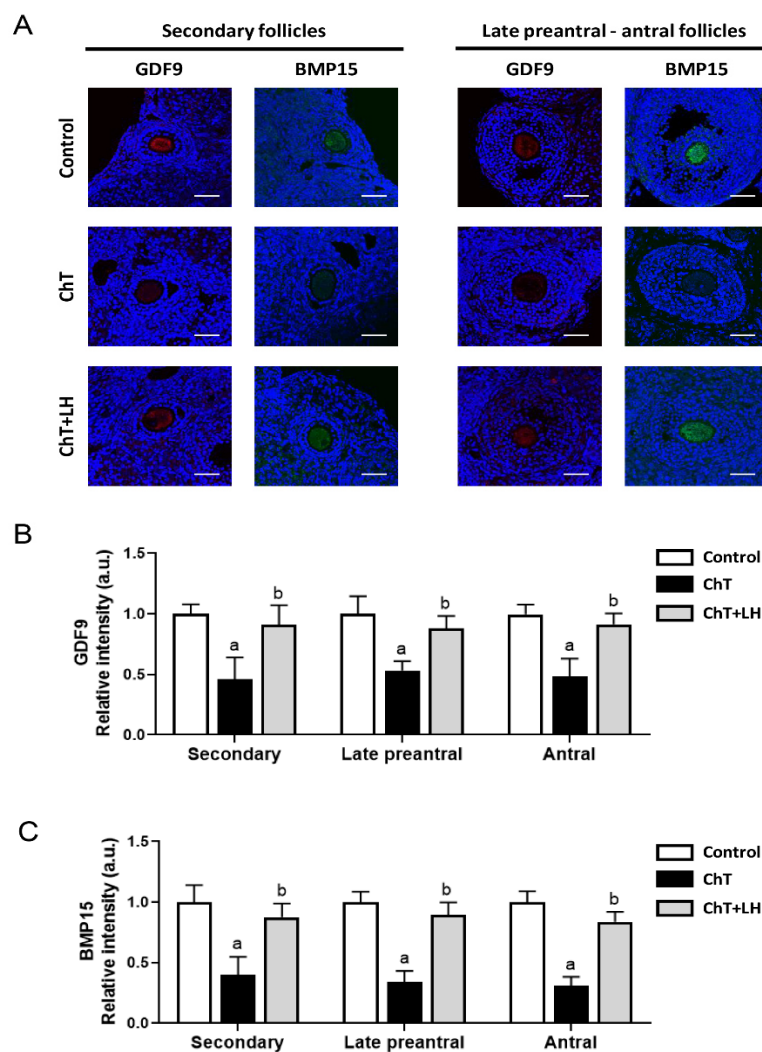 A
Secondary follicles
Late preantral - antral follicles
GDF9
BMP15
GDF9
BMP15
Control
ChT
ChT+LH
B
GDF9
Relative intensity (a.u.)
1.5
1.0
0.5
0.0
a
b
a
b
a
b
Secondary
Late preantral
Antral
Control
ChT
ChT+LH
C
BMP15
Relative intensity (a.u.)
1.5
1.0
0.5
0.0
a
b
a
b
a
b
Secondary
Late preantral
Antral
Control
ChT
ChT+LH